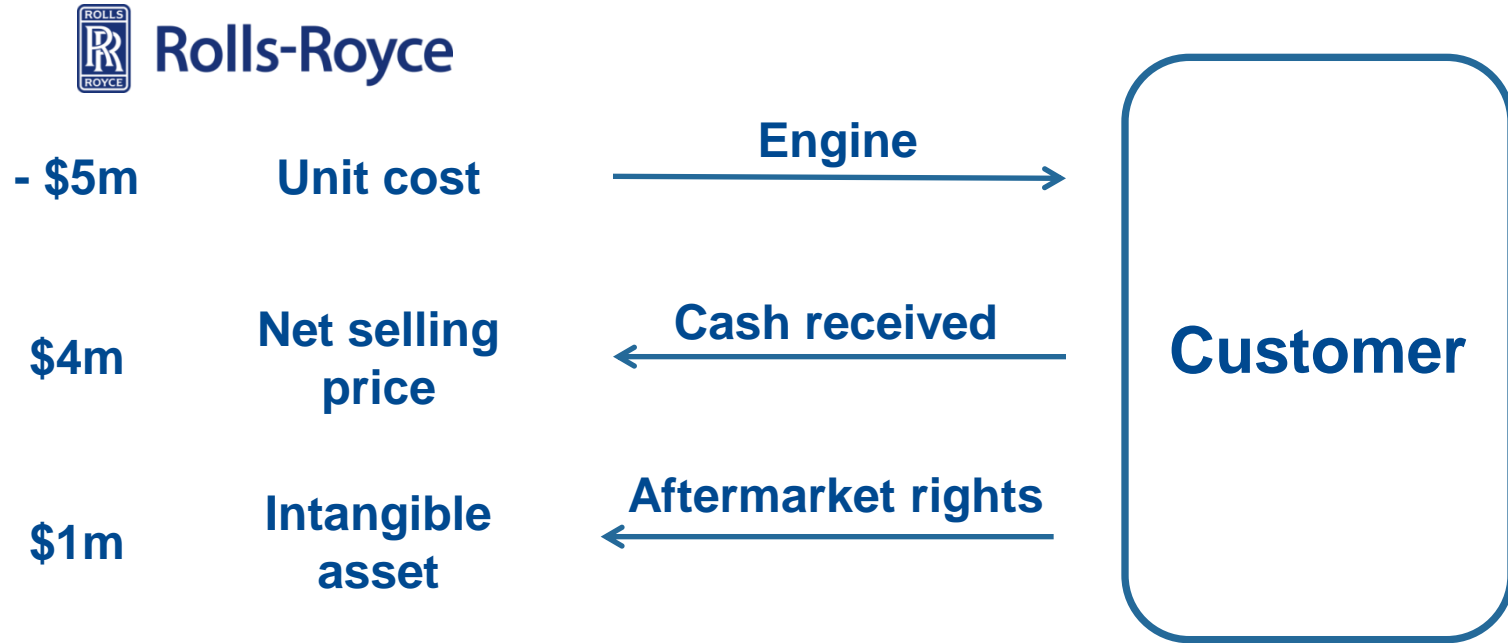 ROLLS
RR
ROYCE
Rolls-Royce
- $5m
Unit cost
Engine
$4m
Net selling
price
Cash received
$1m
Intangible
asset
Aftermarket rights
Customer